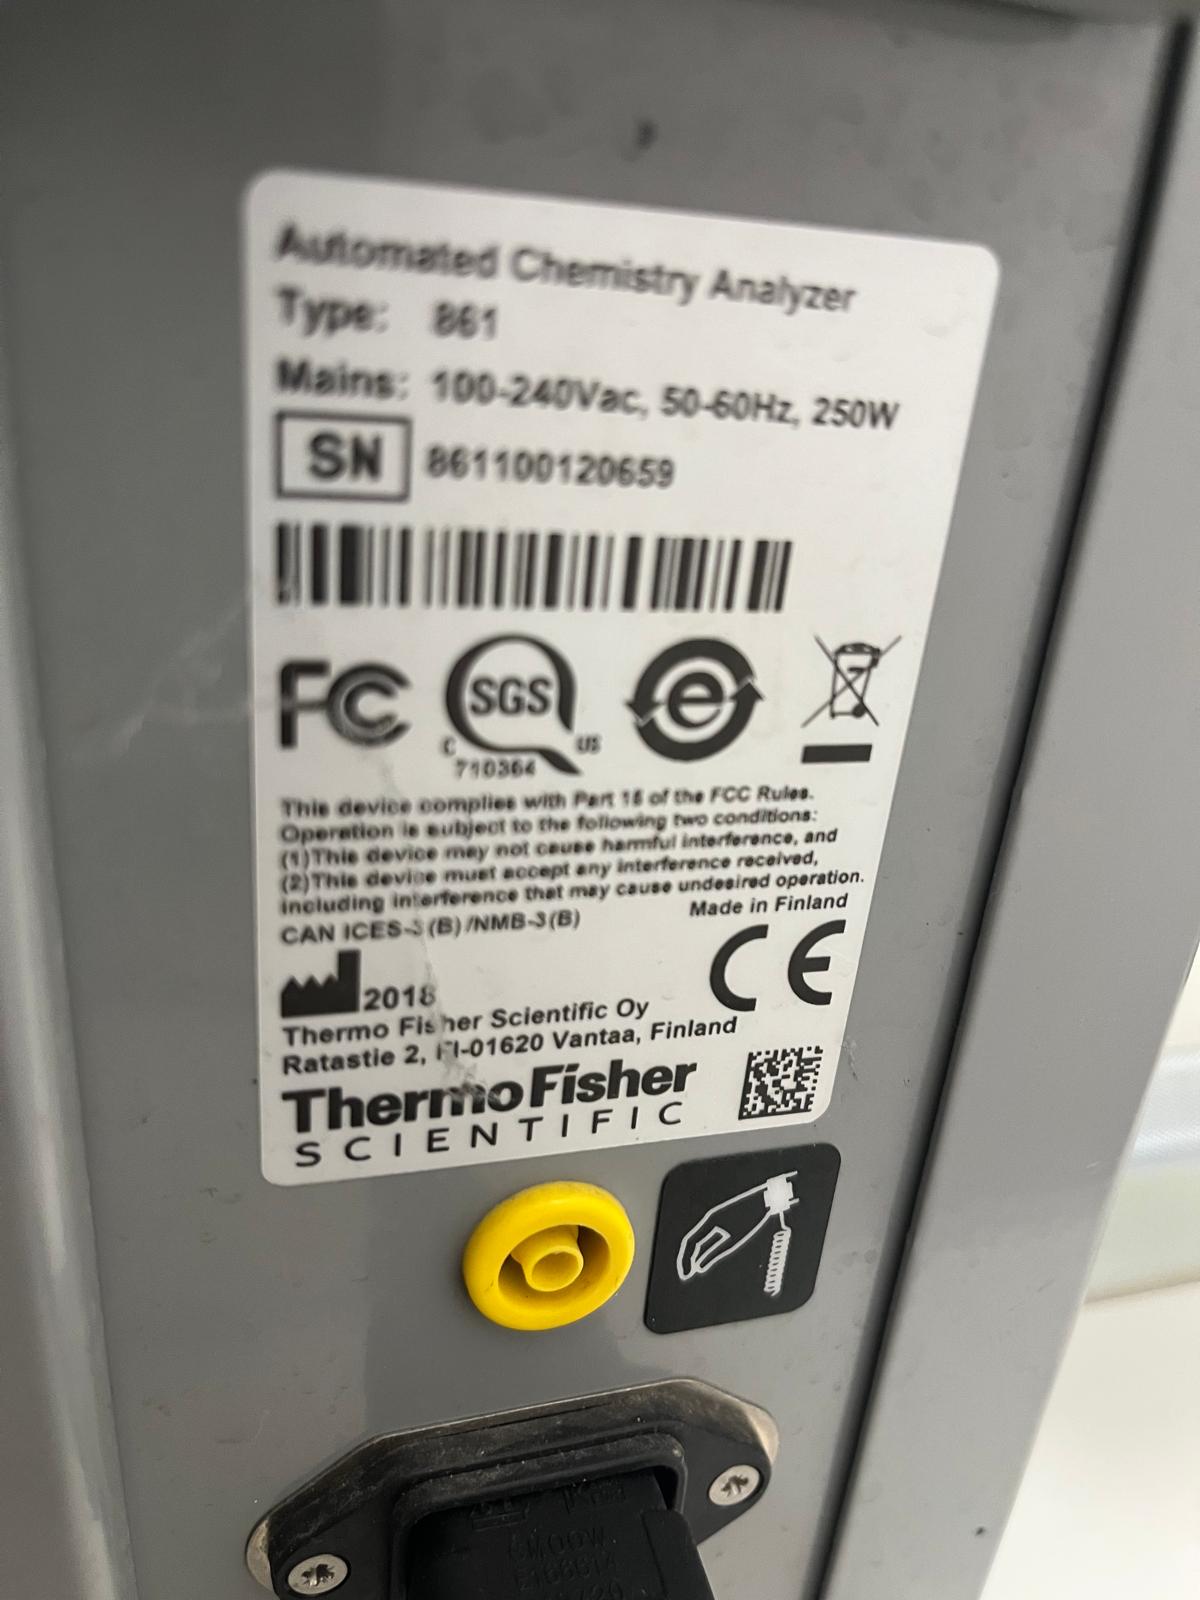 Automated Chemistry Analyzer
Type: 861
Mains: 100-240Vac, 50-60Hz, 250W
SN 861100120659
FC SGS e
C US
710364
This device complies with Part 15 of the FCC Rules.
Operation is subject to the following two conditions:
(1)This device may not cause harmful interference, and
(2)This device must accept any interference received,
including interference that may cause undesired operation.
CAN ICES-3(B)/NMB-3(B)
Made in Finland
CE
2018
Thermo Fisher Scientific Oy
Ratastie 2, FI-01620 Vantaa, Finland
ThermoFisher
SCIENTIFIC